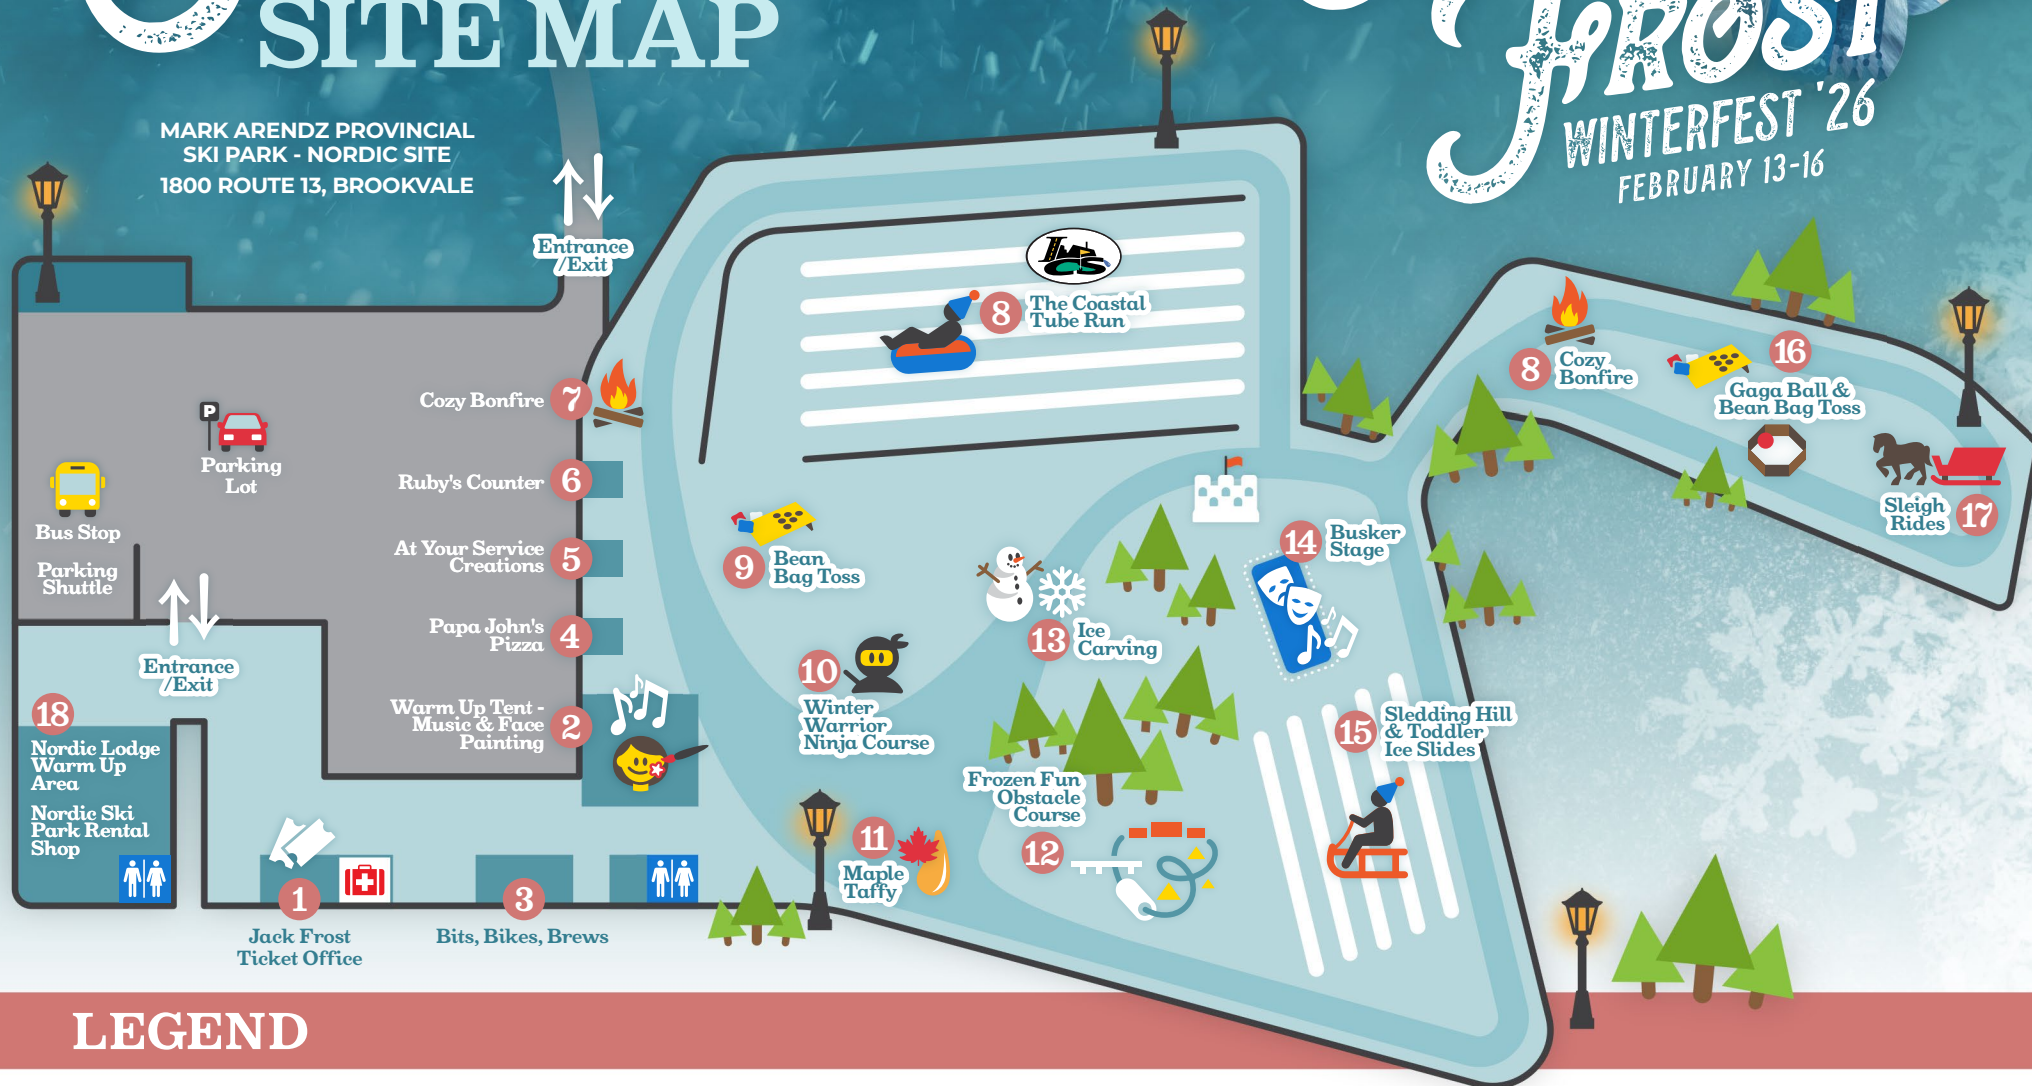 SITE MAP
MARK ARENDZ PROVINCIAL
SKI PARK - NORDIC SITE
1800 ROUTE 13, BROOKVALE
FROST
WINTERFEST '26
FEBRUARY 13-16
Entrance
/Exit
8
The Coastal
Tube Run
Cozy Bonfire
7
Ruby's Counter
6
At Your Service
Creations
5
Papa John's
Pizza
4
Warm Up Tent -
Music & Face
Painting
2
P
Parking
Lot
Bus Stop
Parking
Shuttle
Entrance
/Exit
18
Nordic Lodge
Warm Up
Area
Nordic Ski
Park Rental
Shop
1
Jack Frost
Ticket Office
3
Bits, Bikes, Brews
9
Bean
Bag Toss
10
Winter
Warrior
Ninja Course
11
Maple
Taffy
Frozen Fun
Obstacle
Course
12
13
Ice
Carving
14
Busker
Stage
15
Sledding Hill
& Toddler
Ice Slides
8
Cozy
Bonfire
16
Gaga Ball &
Bean Bag Toss
Sleigh
Rides
17
LEGEND